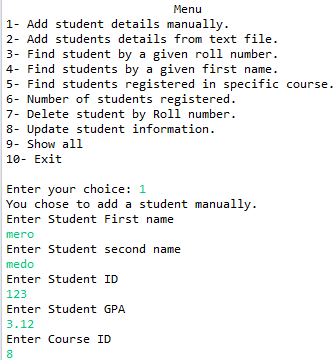 Menu
1- Add student details manually.
2- Add students details from text file.
3- Find student by a given roll number.
4- Find students by a given first name.
5- Find students registered in specific course.
6- Number of students registered.
7- Delete student by Roll number.
8- Update student information.
9- Show all
10- Exit
Enter your choice: 1
You chose to add a student manually.
Enter Student First name
mero
Enter Student second name
medo
Enter Student ID
123
Enter Student GPA
3.12
Enter Course ID
8